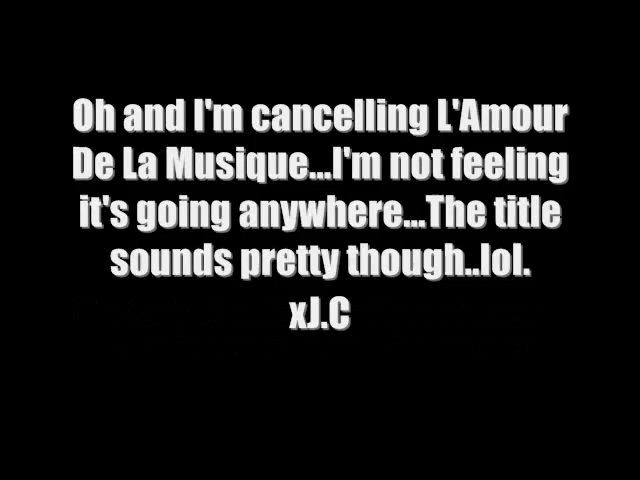 Oh and I'm cancelling L'Amour
De La Musique...I'm not feeling
it's going anywhere...The title
sounds pretty though..lol.
xJ.C